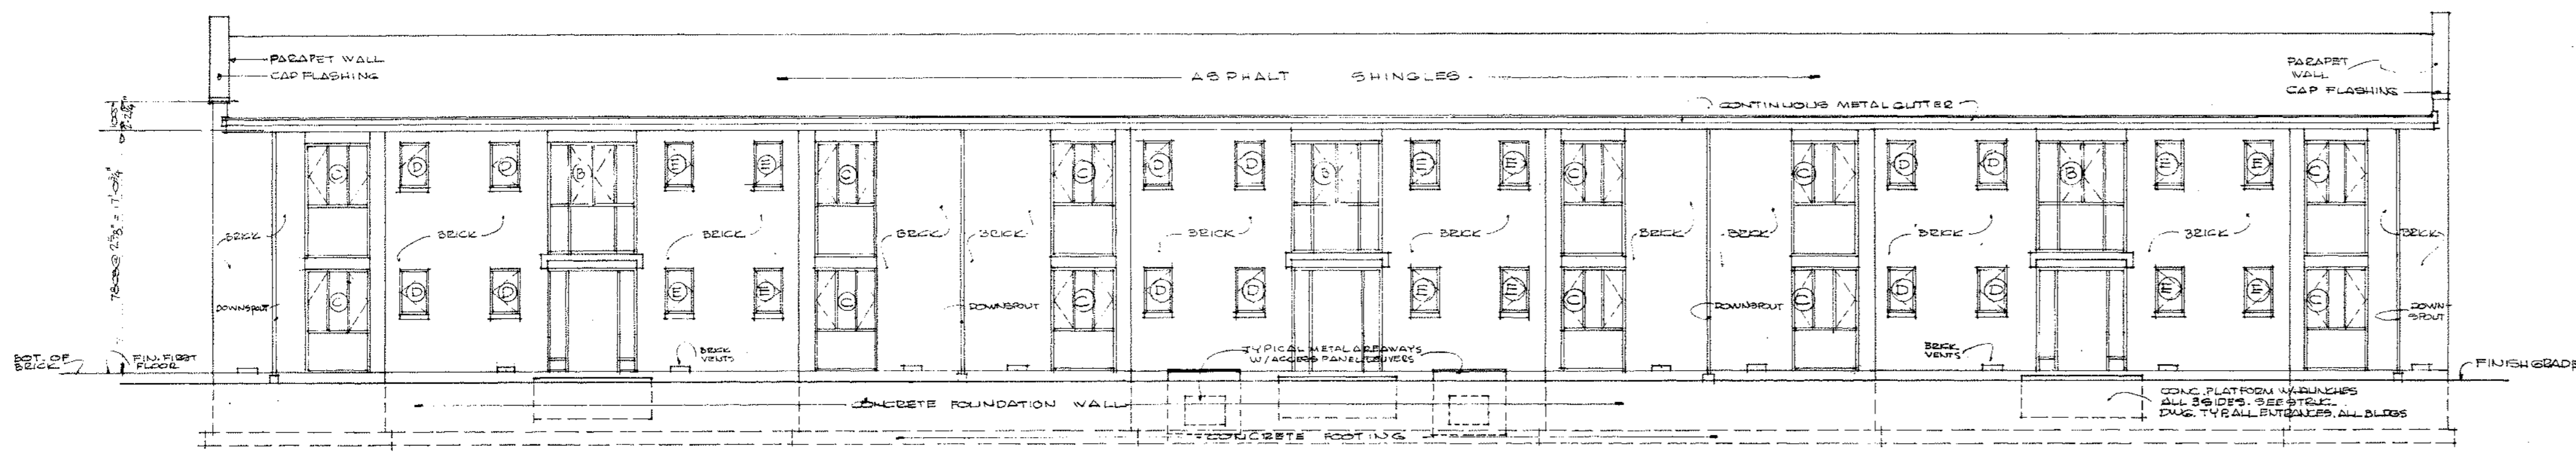 PARAPET WALL
CAP FLASHING
ASPHALT SHINGLES
PARAPET
WALL
CAP FLASHING
CONTINUOUS METAL GUTTER
C D D B E E C C D D B E E C C D D B E E C
BRICK BRICK BRICK BRICK BRICK BRICK BRICK BRICK BRICK BRICK BRICK BRICK
C D D E E C C D D E E C C D D E E C
DOWNSPOUT
DOWNSPOUT
DOWNSPOUT
DOWN-
SPOUT
BOT. OF
BRICK
FIN. FIRST
FLOOR
BRICK
VENTS
TYPICAL METAL AREAWAYS
W/ACCESS PANEL LOUVERS
BRICK
VENTS
FINISH GRADE
CONCRETE FOUNDATION WALL
CONC. PLATFORM W/HAUNCHES
ALL 3 SIDES. SEE STRUC.
DWG. TYP. ALL ENTRANCES, ALL BLDGS
CONCRETE FOOTING